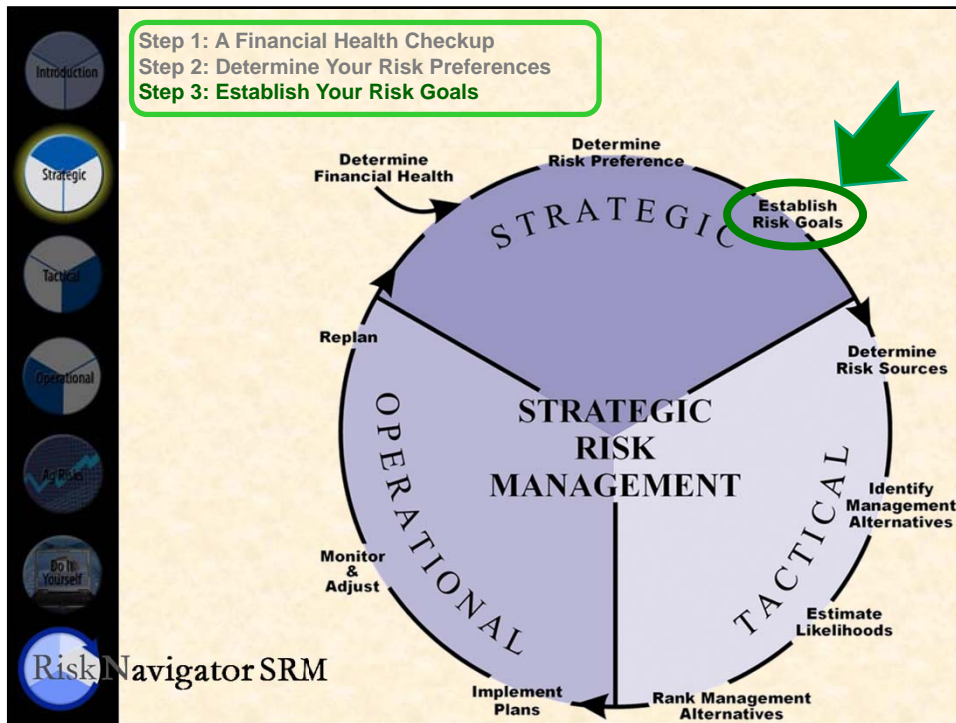 Step 1: A Financial Health Checkup
Step 2: Determine Your Risk Preferences
Step 3: Establish Your Risk Goals
Introduction
Strategic
Tactical
Operational
Ag Risks
Do It
Yourself
Risk Navigator SRM
Determine
Financial Health
Determine
Risk Preference
Establish
Risk Goals
STRATEGIC
Determine
Risk Sources
Identify
Management
Alternatives
Estimate
Likelihoods
Rank Management
Alternatives
TACTICAL
Implement
Plans
Monitor
&
Adjust
Replan
OPERATIONAL
STRATEGIC
RISK
MANAGEMENT